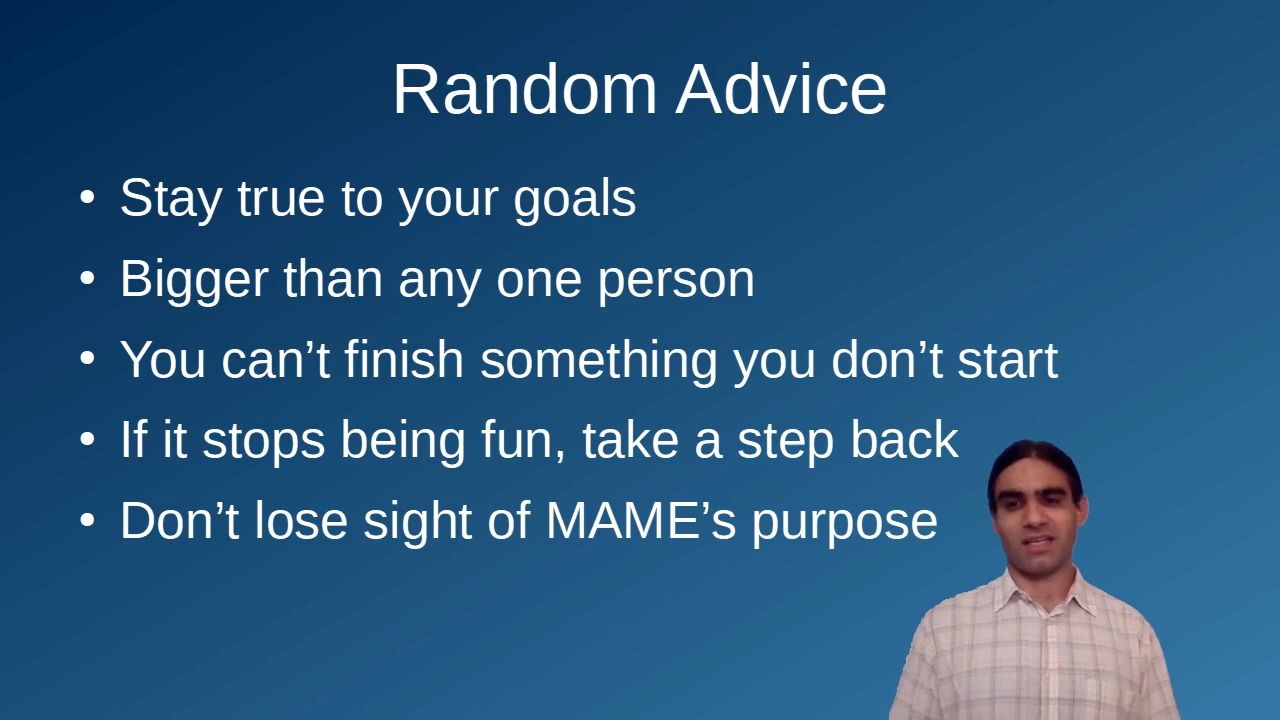 Random Advice
• Stay true to your goals
• Bigger than any one person
• You can’t finish something you don’t start
• If it stops being fun, take a step back
• Don’t lose sight of MAME’s purpose